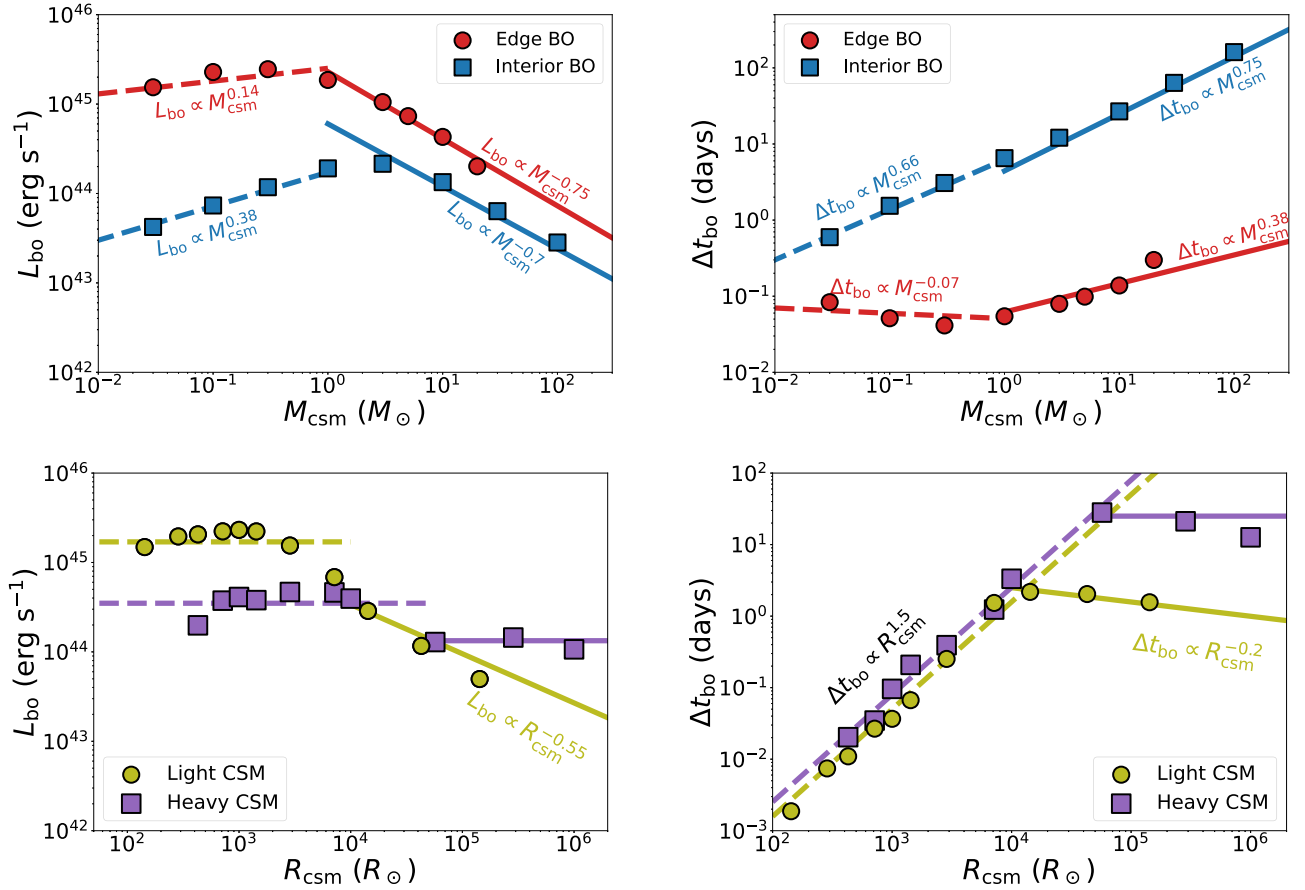 10^46
10^45
10^44
10^43
10^42
L_bo (erg s^−1)
Edge BO
Interior BO
L_bo ∝ M_csm^0.14
L_bo ∝ M_csm^0.38
L_bo ∝ M_csm^−0.75
L_bo ∝ M_csm^−0.7
10^−2 10^−1 10^0 10^1 10^2
M_csm (M_⊙)
10^2
10^1
10^0
10^−1
10^−2
Δt_bo (days)
Edge BO
Interior BO
Δt_bo ∝ M_csm^0.75
Δt_bo ∝ M_csm^0.66
Δt_bo ∝ M_csm^0.38
Δt_bo ∝ M_csm^−0.07
10^−2 10^−1 10^0 10^1 10^2
M_csm (M_⊙)
10^46
10^45
10^44
10^43
10^42
L_bo (erg s^−1)
L_bo ∝ R_csm^−0.55
Light CSM
Heavy CSM
10^2 10^3 10^4 10^5 10^6
R_csm (R_⊙)
10^2
10^1
10^0
10^−1
10^−2
10^−3
Δt_bo (days)
Δt_bo ∝ R_csm^1.5
Δt_bo ∝ R_csm^−0.2
Light CSM
Heavy CSM
10^2 10^3 10^4 10^5 10^6
R_csm (R_⊙)